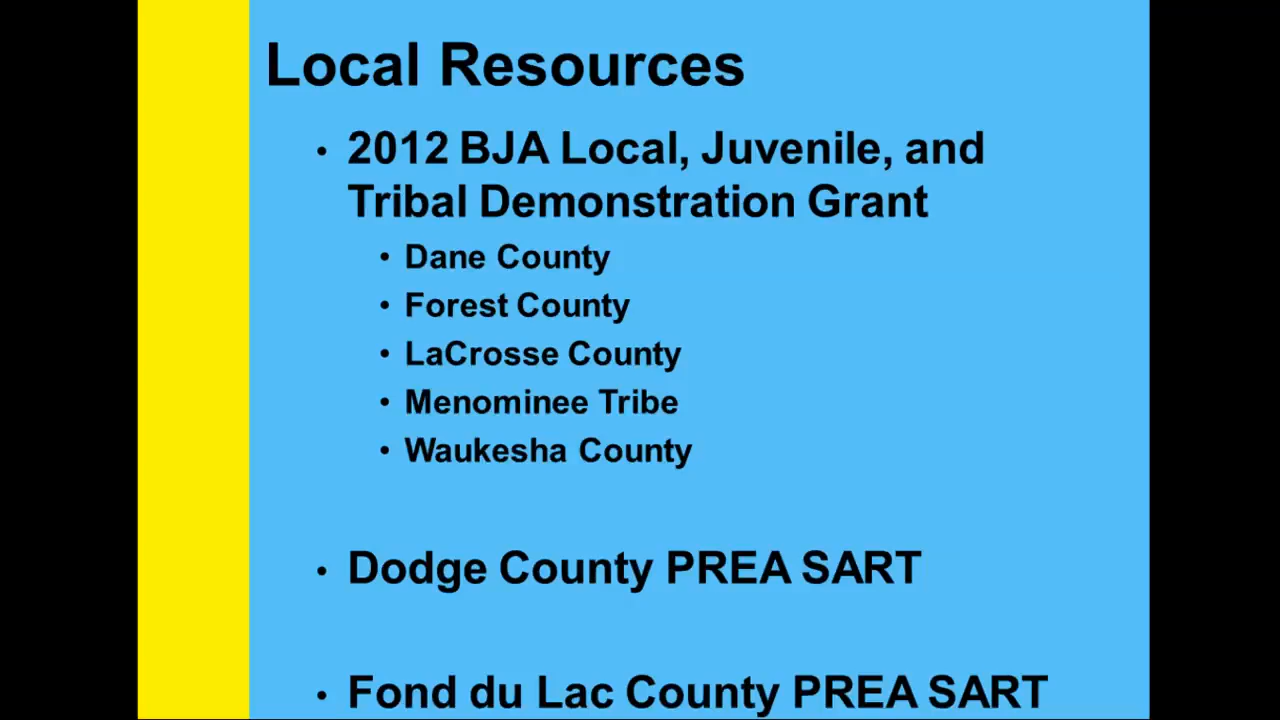 Local Resources
• 2012 BJA Local, Juvenile, and
Tribal Demonstration Grant
• Dane County
• Forest County
• LaCrosse County
• Menominee Tribe
• Waukesha County
• Dodge County PREA SART
• Fond du Lac County PREA SART